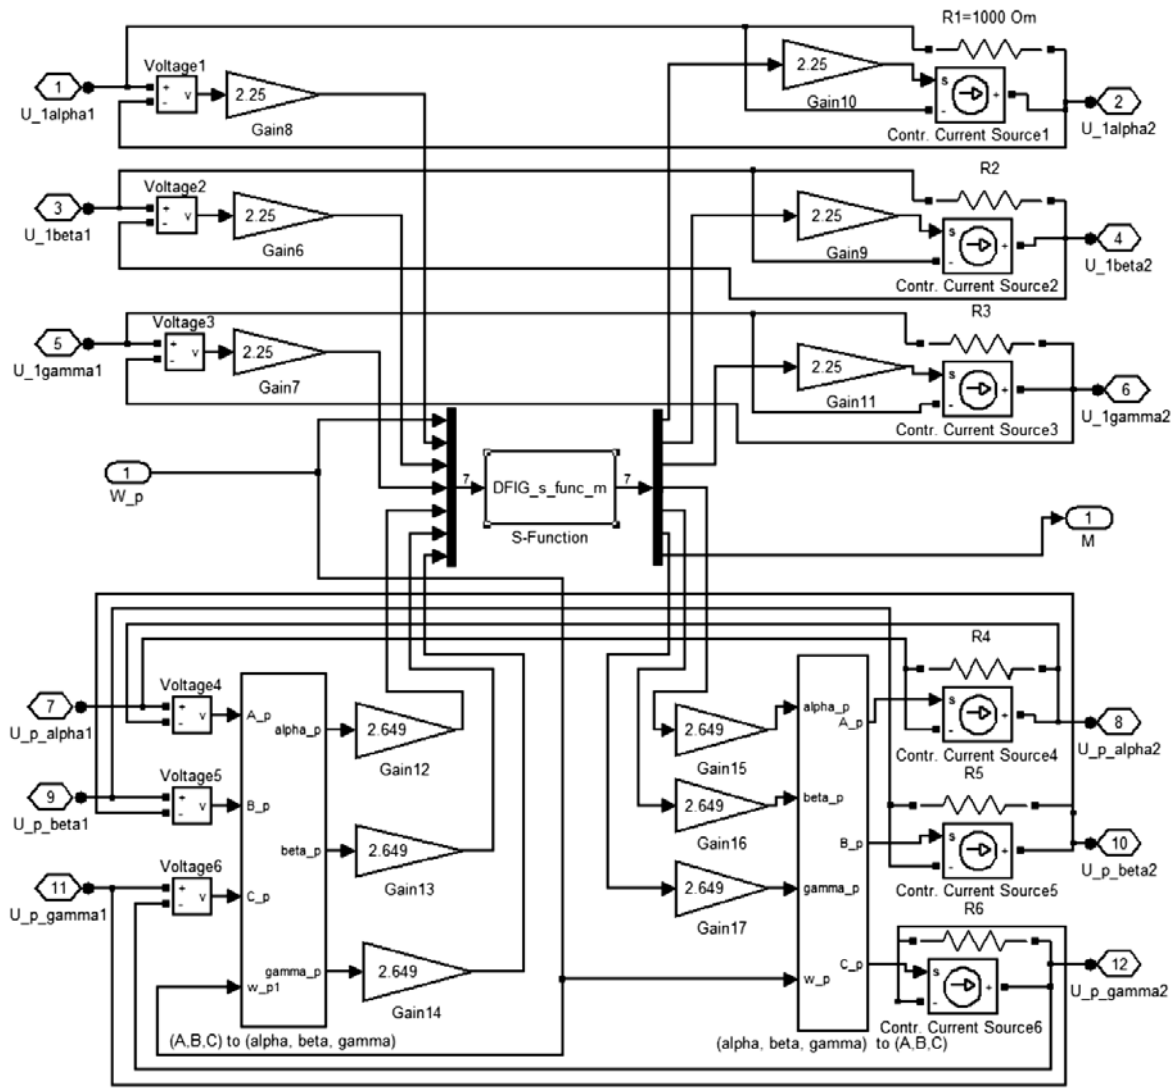 R1=1000 Om
1
U_1alpha1
Voltage1
+
-
v
2.25
Gain8
2.25
Gain10
s
-
+
Contr. Current Source1
2
U_1alpha2
R2
3
U_1beta1
Voltage2
+
-
v
2.25
Gain6
2.25
Gain9
s
-
+
Contr. Current Source2
4
U_1beta2
R3
5
U_1gamma1
Voltage3
+
-
v
2.25
Gain7
2.25
Gain11
s
-
+
Contr. Current Source3
6
U_1gamma2
1
W_p
7
DFIG_s_func_m
7
S-Function
1
M
R4
7
U_p_alpha1
Voltage4
+
-
v
A_p
alpha_p
2.649
Gain12
2.649
Gain15
alpha_p
A_p
s
-
+
Contr. Current Source4
8
U_p_alpha2
R5
9
U_p_beta1
Voltage5
+
-
v
B_p
beta_p
2.649
Gain13
2.649
Gain16
beta_p
B_p
s
-
+
Contr. Current Source5
10
U_p_beta2
R6
11
U_p_gamma1
Voltage6
+
-
v
C_p
gamma_p
2.649
Gain14
2.649
Gain17
gamma_p
C_p
s
-
+
Contr. Current Source6
12
U_p_gamma2
w_p1
w_p
(A,B,C) to (alpha, beta, gamma)
(alpha, beta, gamma) to (A,B,C)